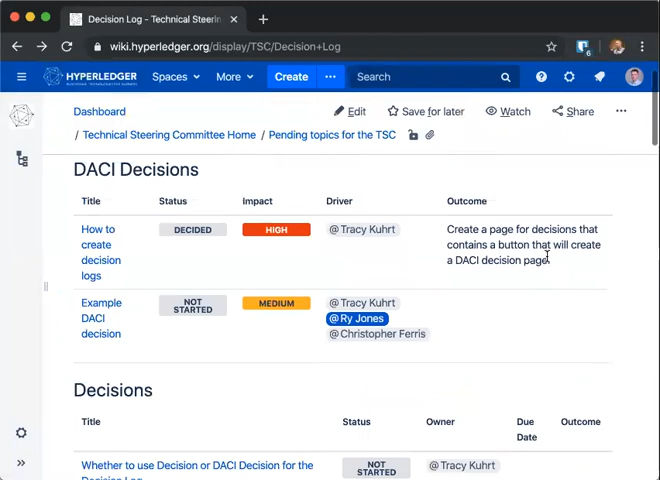 Decision Log - Technical Steerin
wiki.hyperledger.org/display/TSC/Decision+Log
6
HYPERLEDGER
Spaces
More
Create
Search
Dashboard
Edit
Save for later
Watch
Share
/ Technical Steering Committee Home / Pending topics for the TSC
DACI Decisions
Title Status Impact Driver Outcome
How to create decision logs
DECIDED
HIGH
@Tracy Kuhrt
Create a page for decisions that
contains a button that will create
a DACI decision page.
Example
DACI
decision
NOT
STARTED
MEDIUM
@Tracy Kuhrt
@Ry Jones
@Christopher Ferris
Decisions
Title Status Owner Due Date Outcome
Whether to use Decision or DACI Decision for the
Decision Log
NOT
STARTED
@Tracy Kuhrt